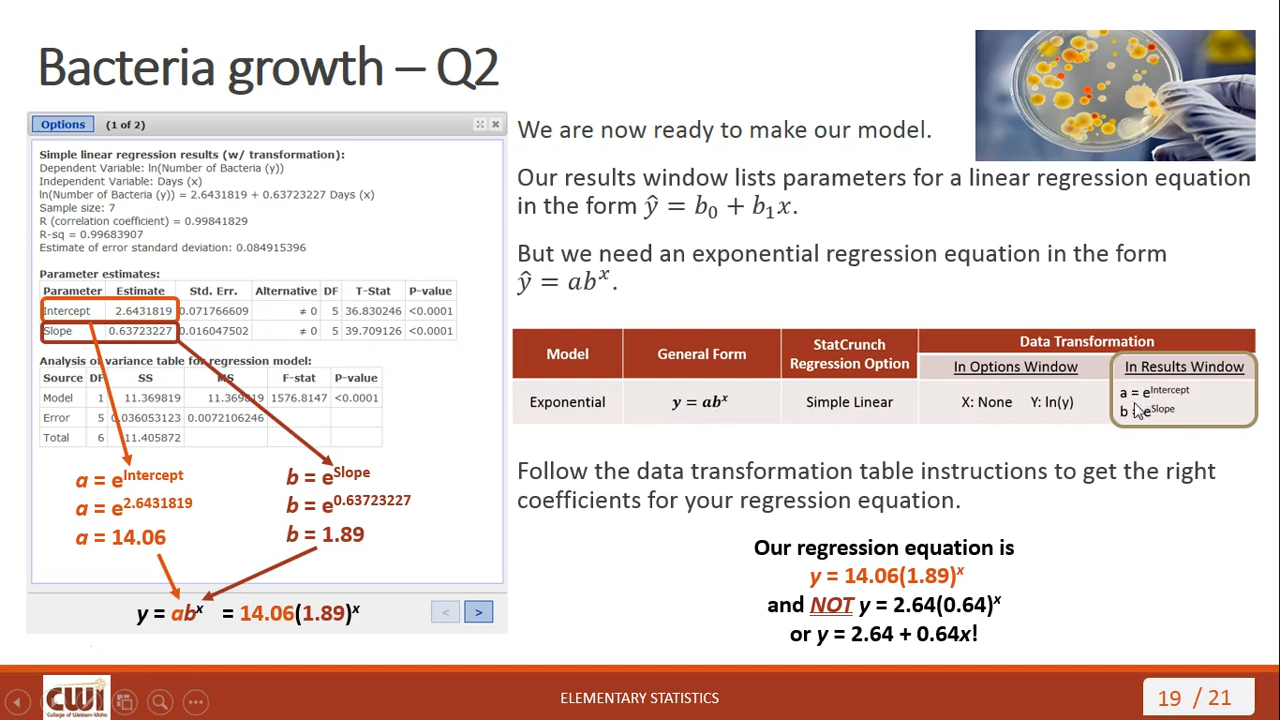 Bacteria growth – Q2
Options (1 of 2)
Simple linear regression results (w/ transformation):
Dependent Variable: ln(Number of Bacteria (y))
Independent Variable: Days (x)
ln(Number of Bacteria (y)) = 2.6431819 + 0.63723227 Days (x)
Sample size: 7
R (correlation coefficient) = 0.99841829
R-sq = 0.99683907
Estimate of error standard deviation: 0.084915396
Parameter estimates:
Parameter Estimate Std. Err. Alternative DF T-Stat P-value
Intercept 2.6431819 0.071766609 ≠ 0 5 36.830246 <0.0001
Slope 0.63723227 0.016047502 ≠ 0 5 39.709126 <0.0001
Analysis of variance table for regression model:
Source DF SS MS F-stat P-value
Model 1 11.369819 11.369819 1576.8147 <0.0001
Error 5 0.036053123 0.0072106246
Total 6 11.405872
a = e^Intercept
a = e^2.6431819
a = 14.06
b = e^Slope
b = e^0.63723227
b = 1.89
y = ab^x = 14.06(1.89)^x
< >
We are now ready to make our model.
Our results window lists parameters for a linear regression equation
in the form ŷ = b₀ + b₁x.
But we need an exponential regression equation in the form
ŷ = ab^x.
Model General Form StatCrunch Regression Option Data Transformation
In Options Window In Results Window
Exponential y = ab^x Simple Linear X: None Y: ln(y) a = e^Intercept
b = e^Slope
Follow the data transformation table instructions to get the right
coefficients for your regression equation.
Our regression equation is
y = 14.06(1.89)^x
and NOT y = 2.64(0.64)^x
or y = 2.64 + 0.64x!
CWI
College of Western Idaho
ELEMENTARY STATISTICS
19 / 21